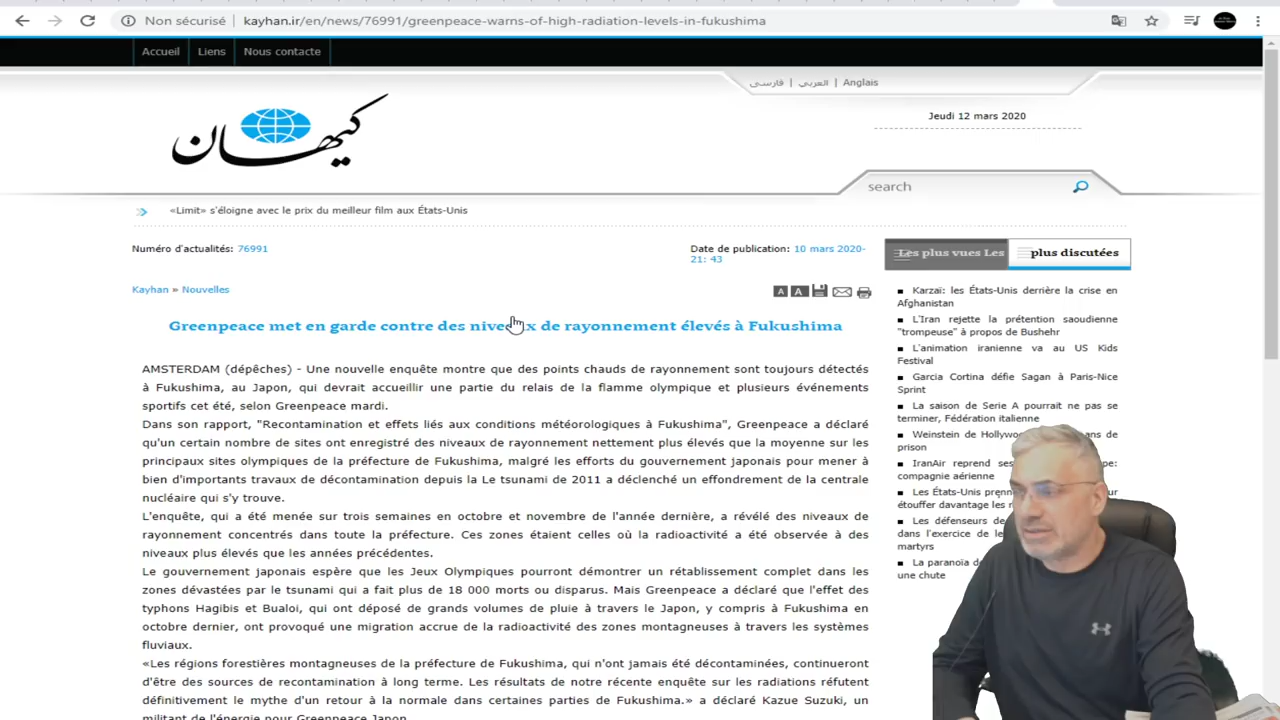 Non sécurisé | kayhan.ir/en/news/76991/greenpeace-warns-of-high-radiation-levels-in-fukushima
Accueil | Liens | Nous contacte
فارسی | العربي | Anglais
کیهان
Jeudi 12 mars 2020
search
«Limit» s'éloigne avec le prix du meilleur film aux États-Unis
Numéro d'actualités: 76991
Date de publication: 10 mars 2020-
21: 43
Kayhan » Nouvelles
A A
Greenpeace met en garde contre des niveaux de rayonnement élevés à Fukushima
AMSTERDAM (dépêches) - Une nouvelle enquête montre que des points chauds de rayonnement sont toujours détectés
à Fukushima, au Japon, qui devrait accueillir une partie du relais de la flamme olympique et plusieurs événements
sportifs cet été, selon Greenpeace mardi.
Dans son rapport, "Recontamination et effets liés aux conditions météorologiques à Fukushima", Greenpeace a déclaré
qu'un certain nombre de sites ont enregistré des niveaux de rayonnement nettement plus élevés que la moyenne sur les
principaux sites olympiques de la préfecture de Fukushima, malgré les efforts du gouvernement japonais pour mener à
bien d'importants travaux de décontamination depuis la Le tsunami de 2011 a déclenché un effondrement de la centrale
nucléaire qui s'y trouve.
L'enquête, qui a été menée sur trois semaines en octobre et novembre de l'année dernière, a révélé des niveaux de
rayonnement concentrés dans toute la préfecture. Ces zones étaient celles où la radioactivité a été observée à des
niveaux plus élevés que les années précédentes.
Le gouvernement japonais espère que les Jeux Olympiques pourront démontrer un rétablissement complet dans les
zones dévastées par le tsunami qui a fait plus de 18 000 morts ou disparus. Mais Greenpeace a déclaré que l'effet des
typhons Hagibis et Bualoi, qui ont déposé de grands volumes de pluie à travers le Japon, y compris à Fukushima en
octobre dernier, ont provoqué une migration accrue de la radioactivité des zones montagneuses à travers les systèmes
fluviaux.
«Les régions forestières montagneuses de la préfecture de Fukushima, qui n'ont jamais été décontaminées, continueront
d'être des sources de recontamination à long terme. Les résultats de notre récente enquête sur les radiations réfutent
définitivement le mythe d'un retour à la normale dans certaines parties de Fukushima.» a déclaré Kazue Suzuki, un
militant de l'énergie pour Greenpeace Japon.
Les plus vues Les plus discutées
Karzaï: les États-Unis derrière la crise en
Afghanistan
L'Iran rejette la prétention saoudienne
"trompeuse" à propos de Bushehr
L'animation iranienne va au US Kids
Festival
Garcia Cortina défie Sagan à Paris-Nice
Sprint
La saison de Serie A pourrait ne pas se
terminer, Fédération italienne
Weinstein de Hollywoo ans de
prison
IranAir reprend ses pe:
compagnie aérienne
Les États-Unis prenn ur
étouffer davantage les
Les défenseurs de
dans l'exercice de le
martyrs
La paranoïa d
une chute